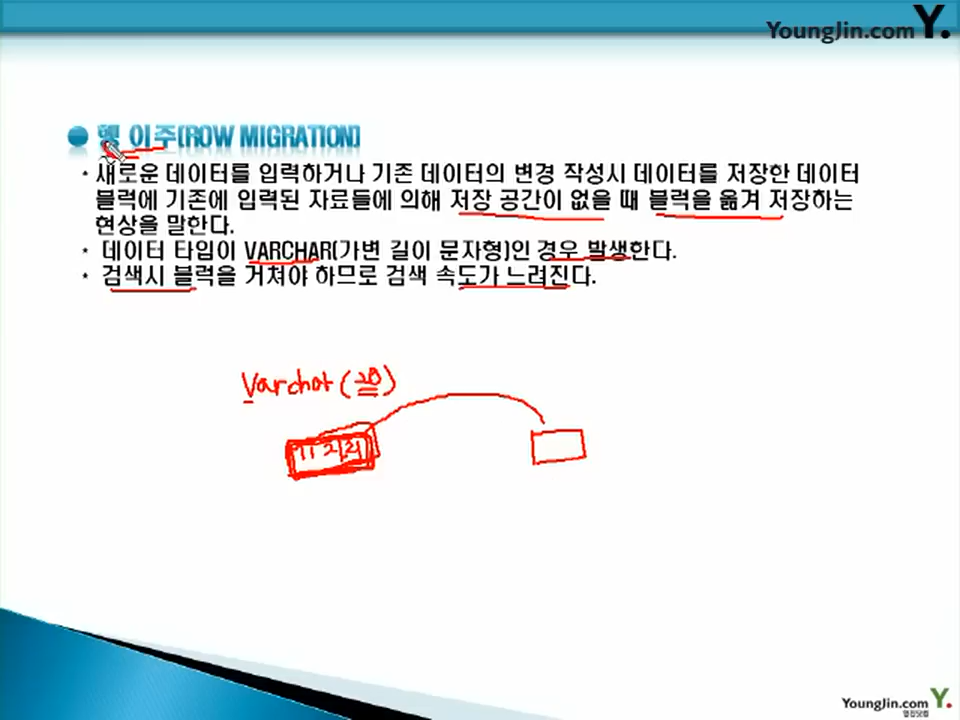 YoungJin.com Y.
행 이주(ROW MIGRATION)
· 새로운 데이터를 입력하거나 기존 데이터의 변경 작성시 데이터를 저장한 데이터
블럭에 기존에 입력된 자료들에 의해 저장 공간이 없을 때 블럭을 옮겨 저장하는
현상을 말한다.
· 데이터 타입이 VARCHAR(가변 길이 문자형)인 경우 발생한다.
· 검색시 블럭을 거쳐야 하므로 검색 속도가 느려진다.
Varchar (20)
YoungJin.com Y.
영진닷컴